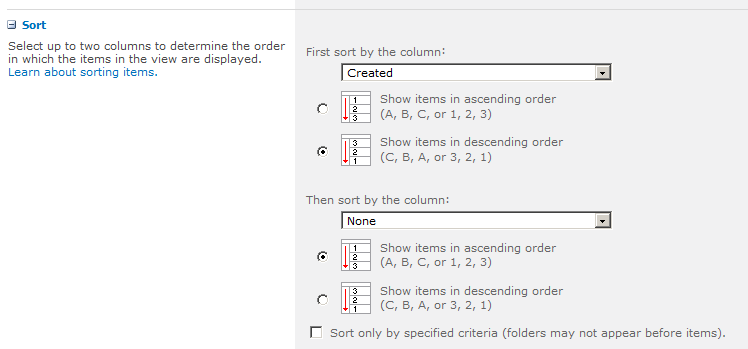 Sort
Select up to two columns to determine the order
in which the items in the view are displayed.
Learn about sorting items.
First sort by the column:
Created
1
2
3
Show items in ascending order
(A, B, C, or 1, 2, 3)
3
2
1
Show items in descending order
(C, B, A, or 3, 2, 1)
Then sort by the column:
None
1
2
3
Show items in ascending order
(A, B, C, or 1, 2, 3)
3
2
1
Show items in descending order
(C, B, A, or 3, 2, 1)
Sort only by specified criteria (folders may not appear before items).